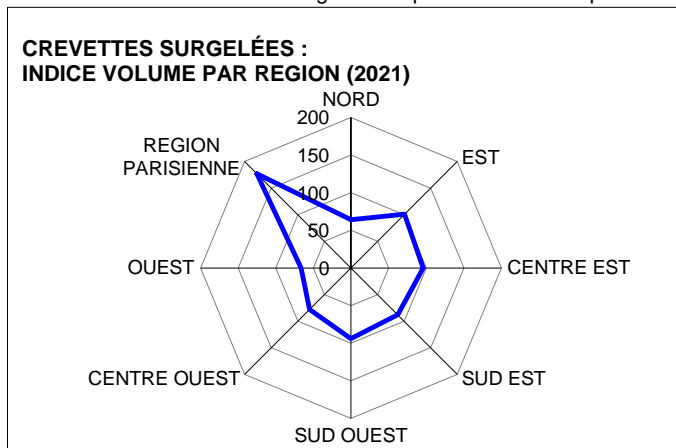 CREVETTES SURGELÉES :
INDICE VOLUME PAR REGION (2021)
NORD
200
REGION
PARISIENNE
EST
150
100
50
OUEST
0
CENTRE EST
CENTRE OUEST
SUD EST
SUD OUEST